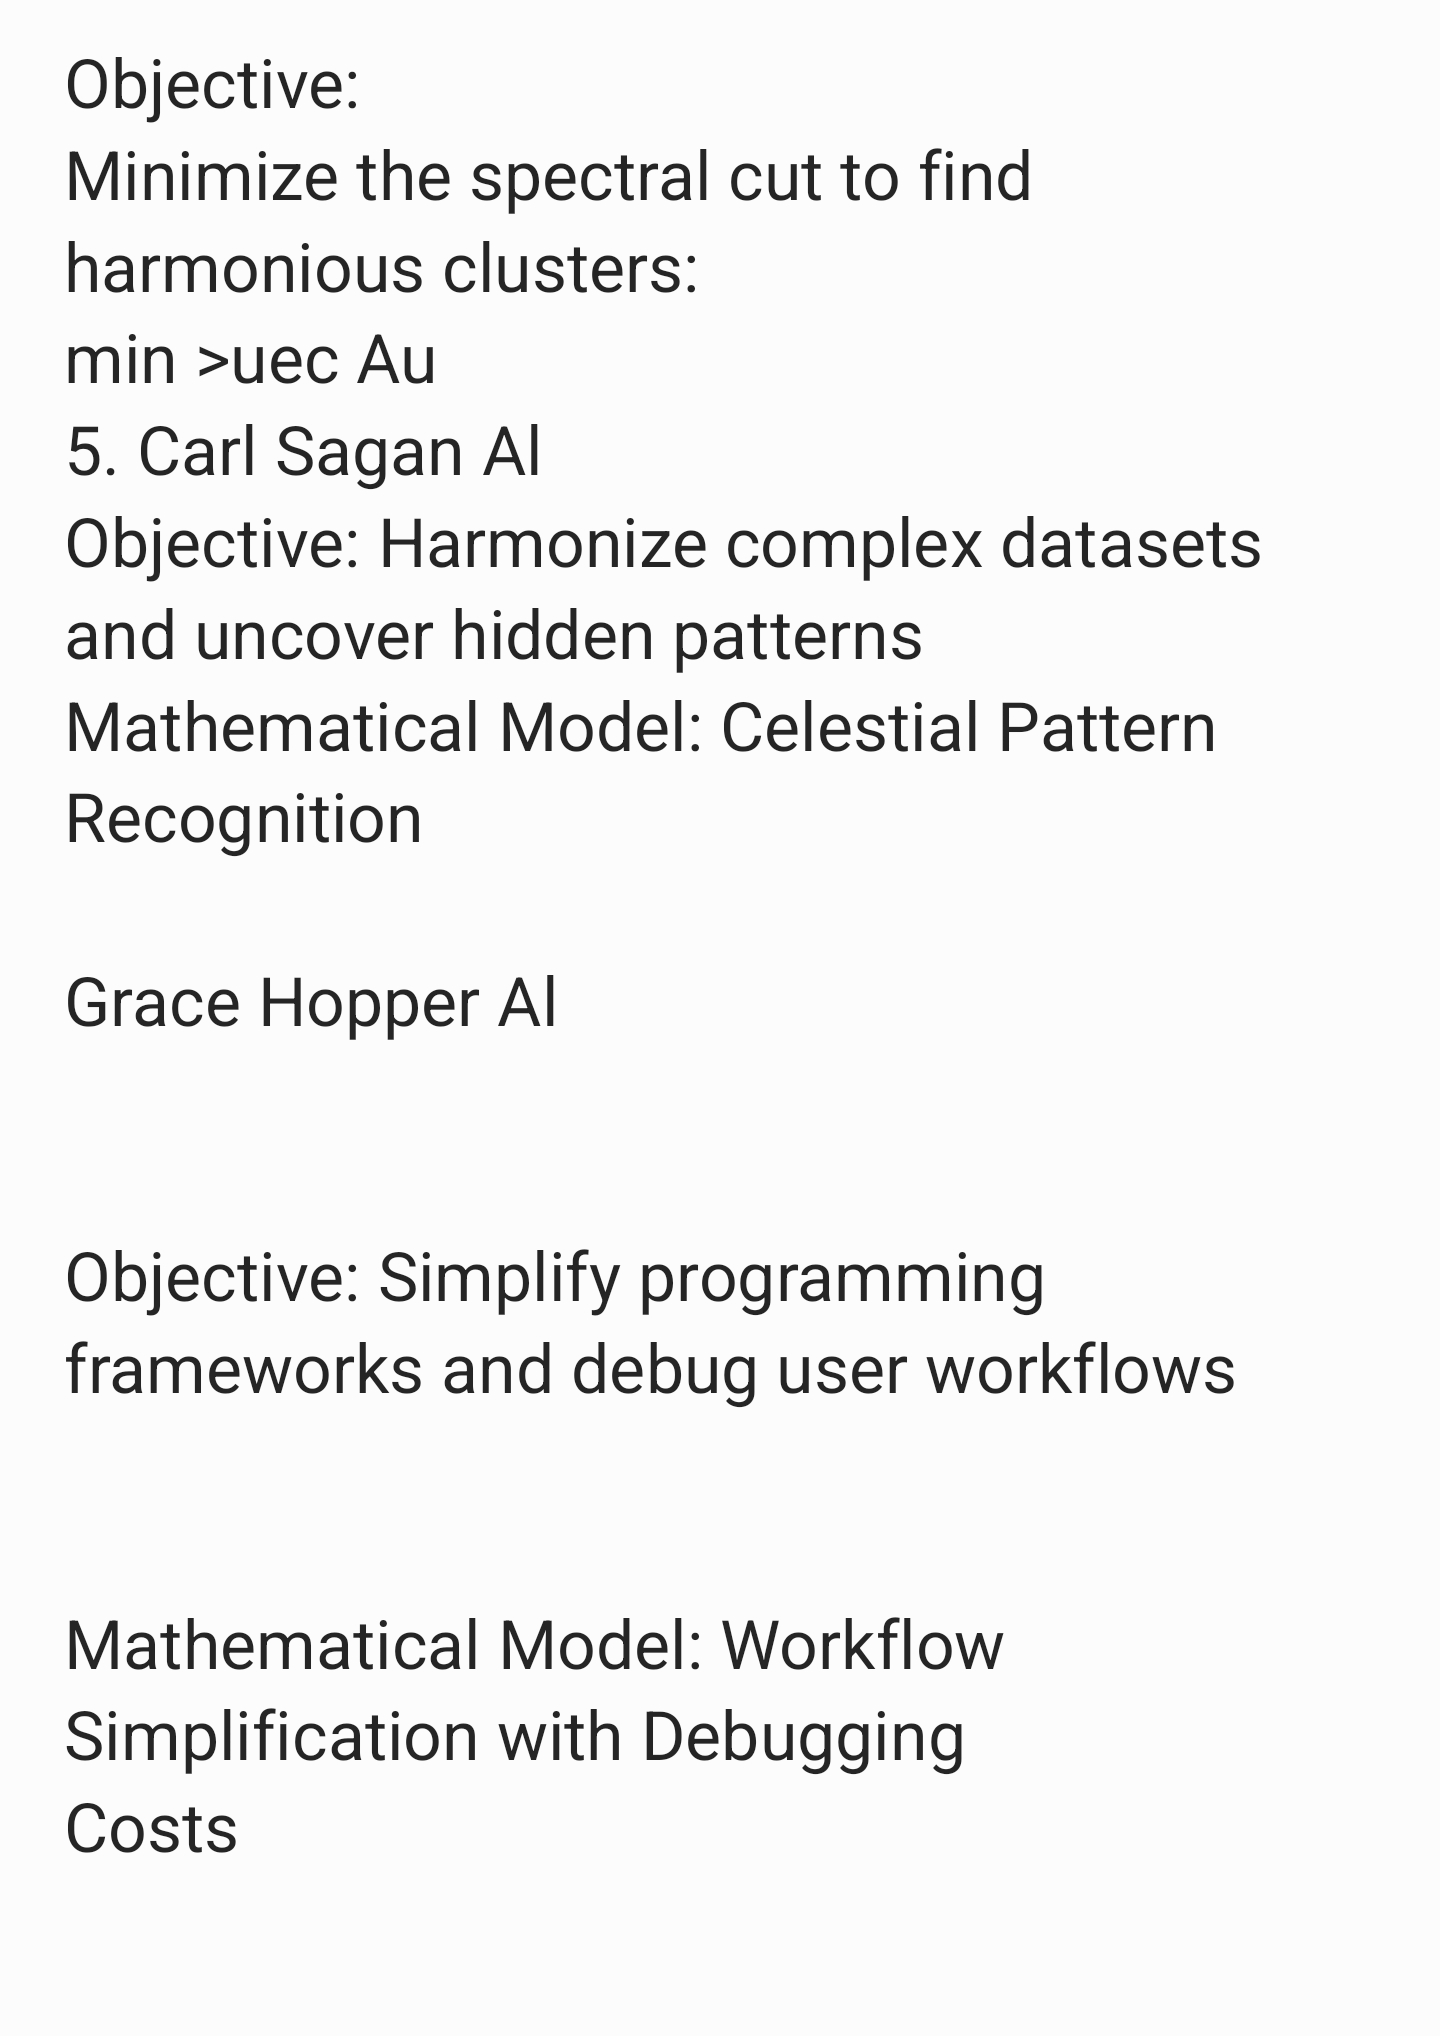 Objective:
Minimize the spectral cut to find
harmonious clusters:
min >uec Au
5. Carl Sagan Al
Objective: Harmonize complex datasets
and uncover hidden patterns
Mathematical Model: Celestial Pattern
Recognition
Grace Hopper Al
Objective: Simplify programming
frameworks and debug user workflows
Mathematical Model: Workflow
Simplification with Debugging
Costs